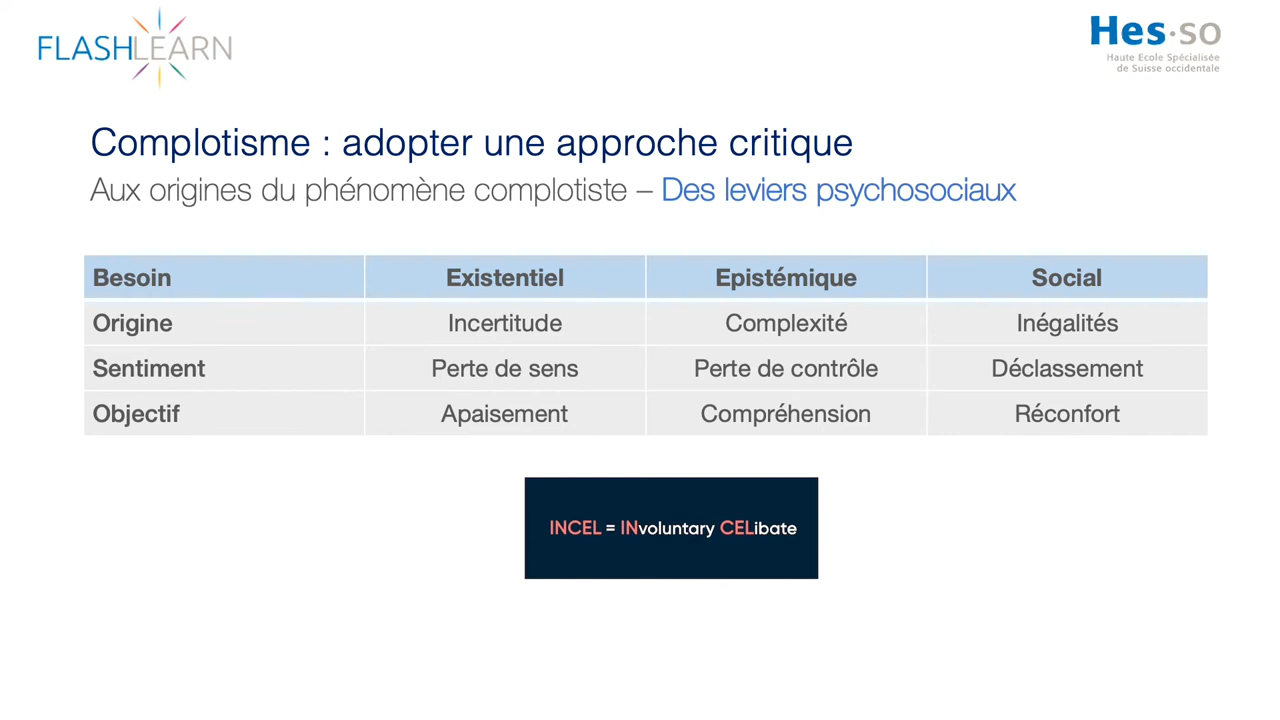 FLASHLEARN
Hes·so
Haute Ecole Spécialisée
de Suisse occidentale
Complotisme : adopter une approche critique
Aux origines du phénomène complotiste – Des leviers psychosociaux
Besoin Existentiel Epistémique Social
Origine Incertitude Complexité Inégalités
Sentiment Perte de sens Perte de contrôle Déclassement
Objectif Apaisement Compréhension Réconfort
INCEL = INvoluntary CELibate